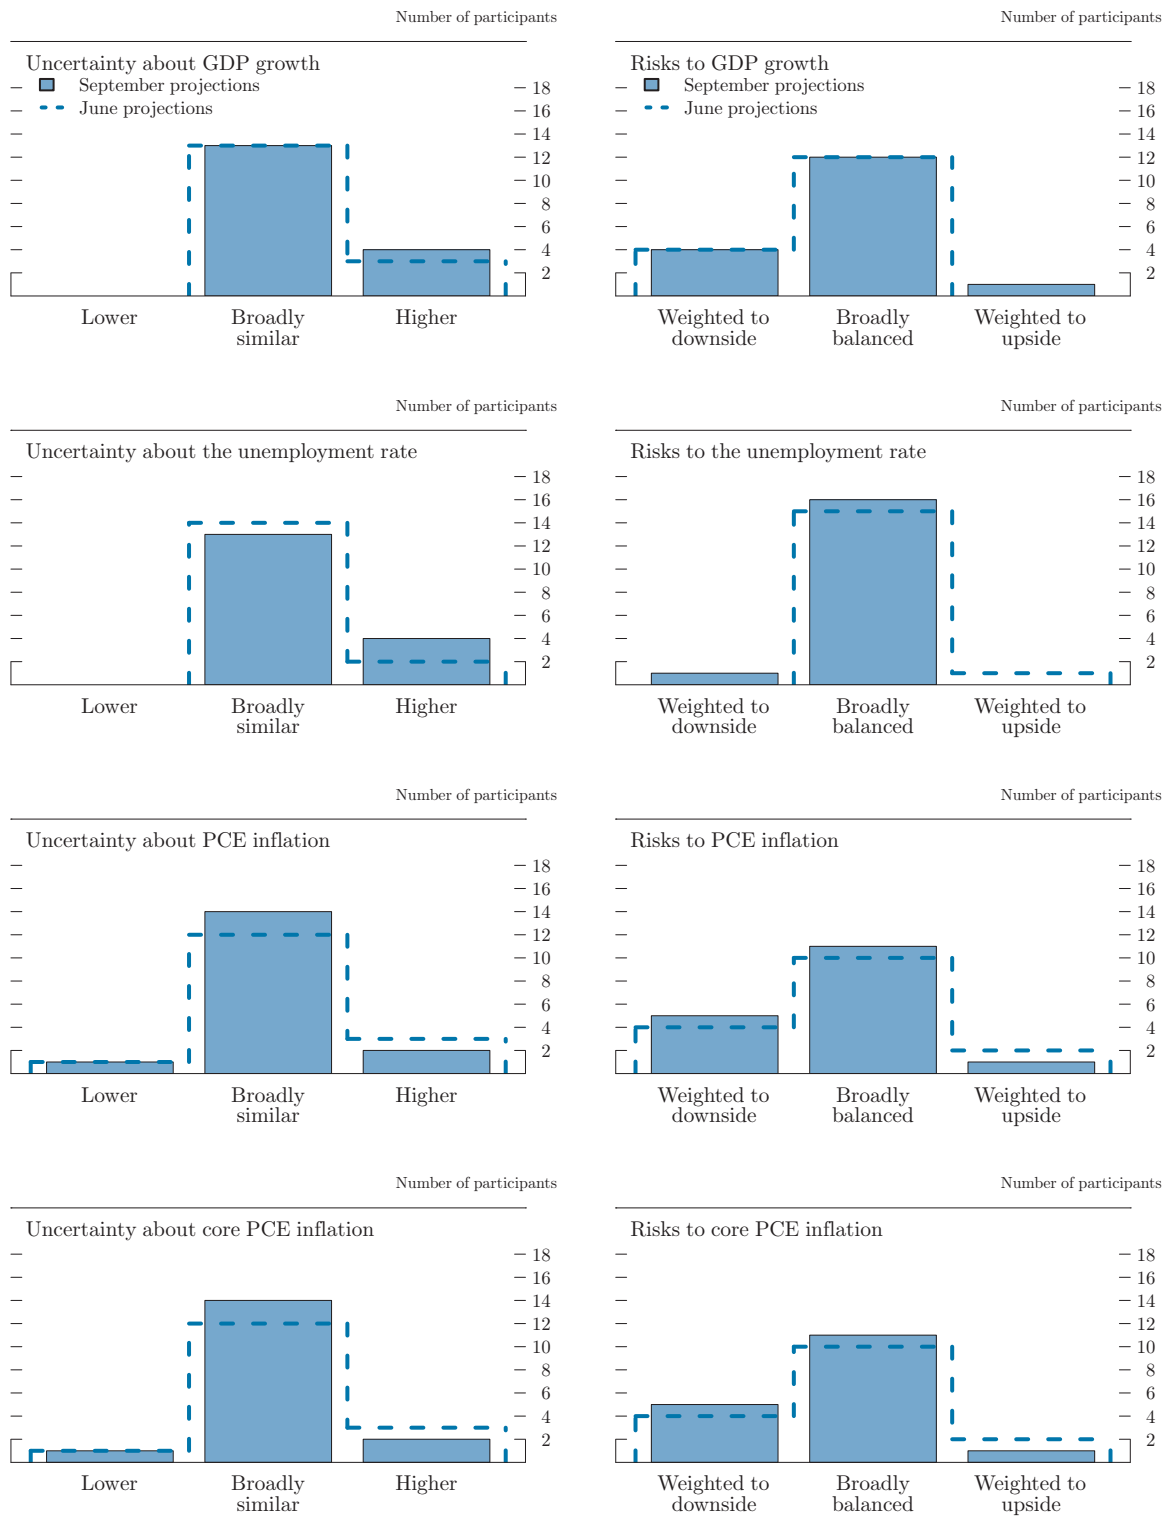 Number of participants
Uncertainty about GDP growth
September projections
June projections
18
16
14
12
10
8
6
4
2
Lower
Broadly
similar
Higher
Number of participants
Risks to GDP growth
September projections
June projections
18
16
14
12
10
8
6
4
2
Weighted to
downside
Broadly
balanced
Weighted to
upside
Number of participants
Uncertainty about the unemployment rate
18
16
14
12
10
8
6
4
2
Lower
Broadly
similar
Higher
Number of participants
Risks to the unemployment rate
18
16
14
12
10
8
6
4
2
Weighted to
downside
Broadly
balanced
Weighted to
upside
Number of participants
Uncertainty about PCE inflation
18
16
14
12
10
8
6
4
2
Lower
Broadly
similar
Higher
Number of participants
Risks to PCE inflation
18
16
14
12
10
8
6
4
2
Weighted to
downside
Broadly
balanced
Weighted to
upside
Number of participants
Uncertainty about core PCE inflation
18
16
14
12
10
8
6
4
2
Lower
Broadly
similar
Higher
Number of participants
Risks to core PCE inflation
18
16
14
12
10
8
6
4
2
Weighted to
downside
Broadly
balanced
Weighted to
upside